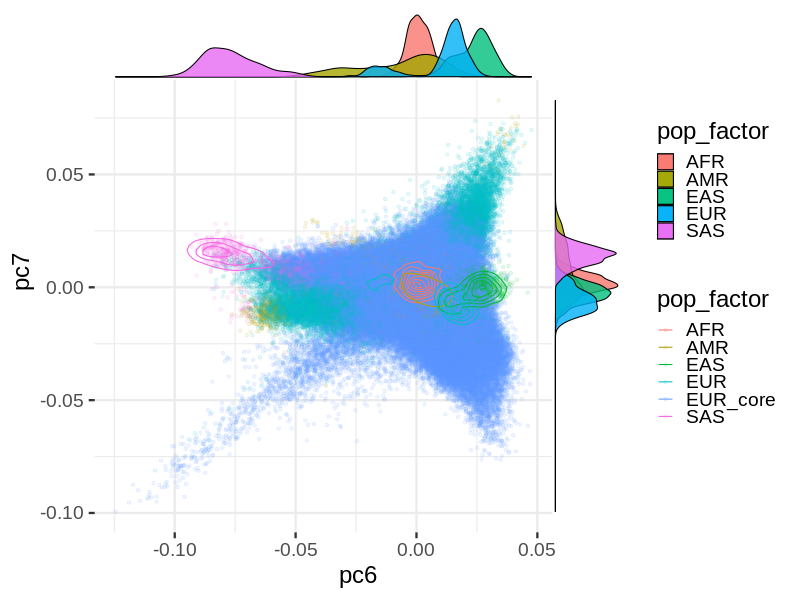 pop_factor
AFR
AMR
EAS
EUR
SAS
pop_factor
AFR
AMR
EAS
EUR
EUR_core
SAS
0.05
0.00
-0.05
-0.10
pc7
-0.10
-0.05
0.00
0.05
pc6